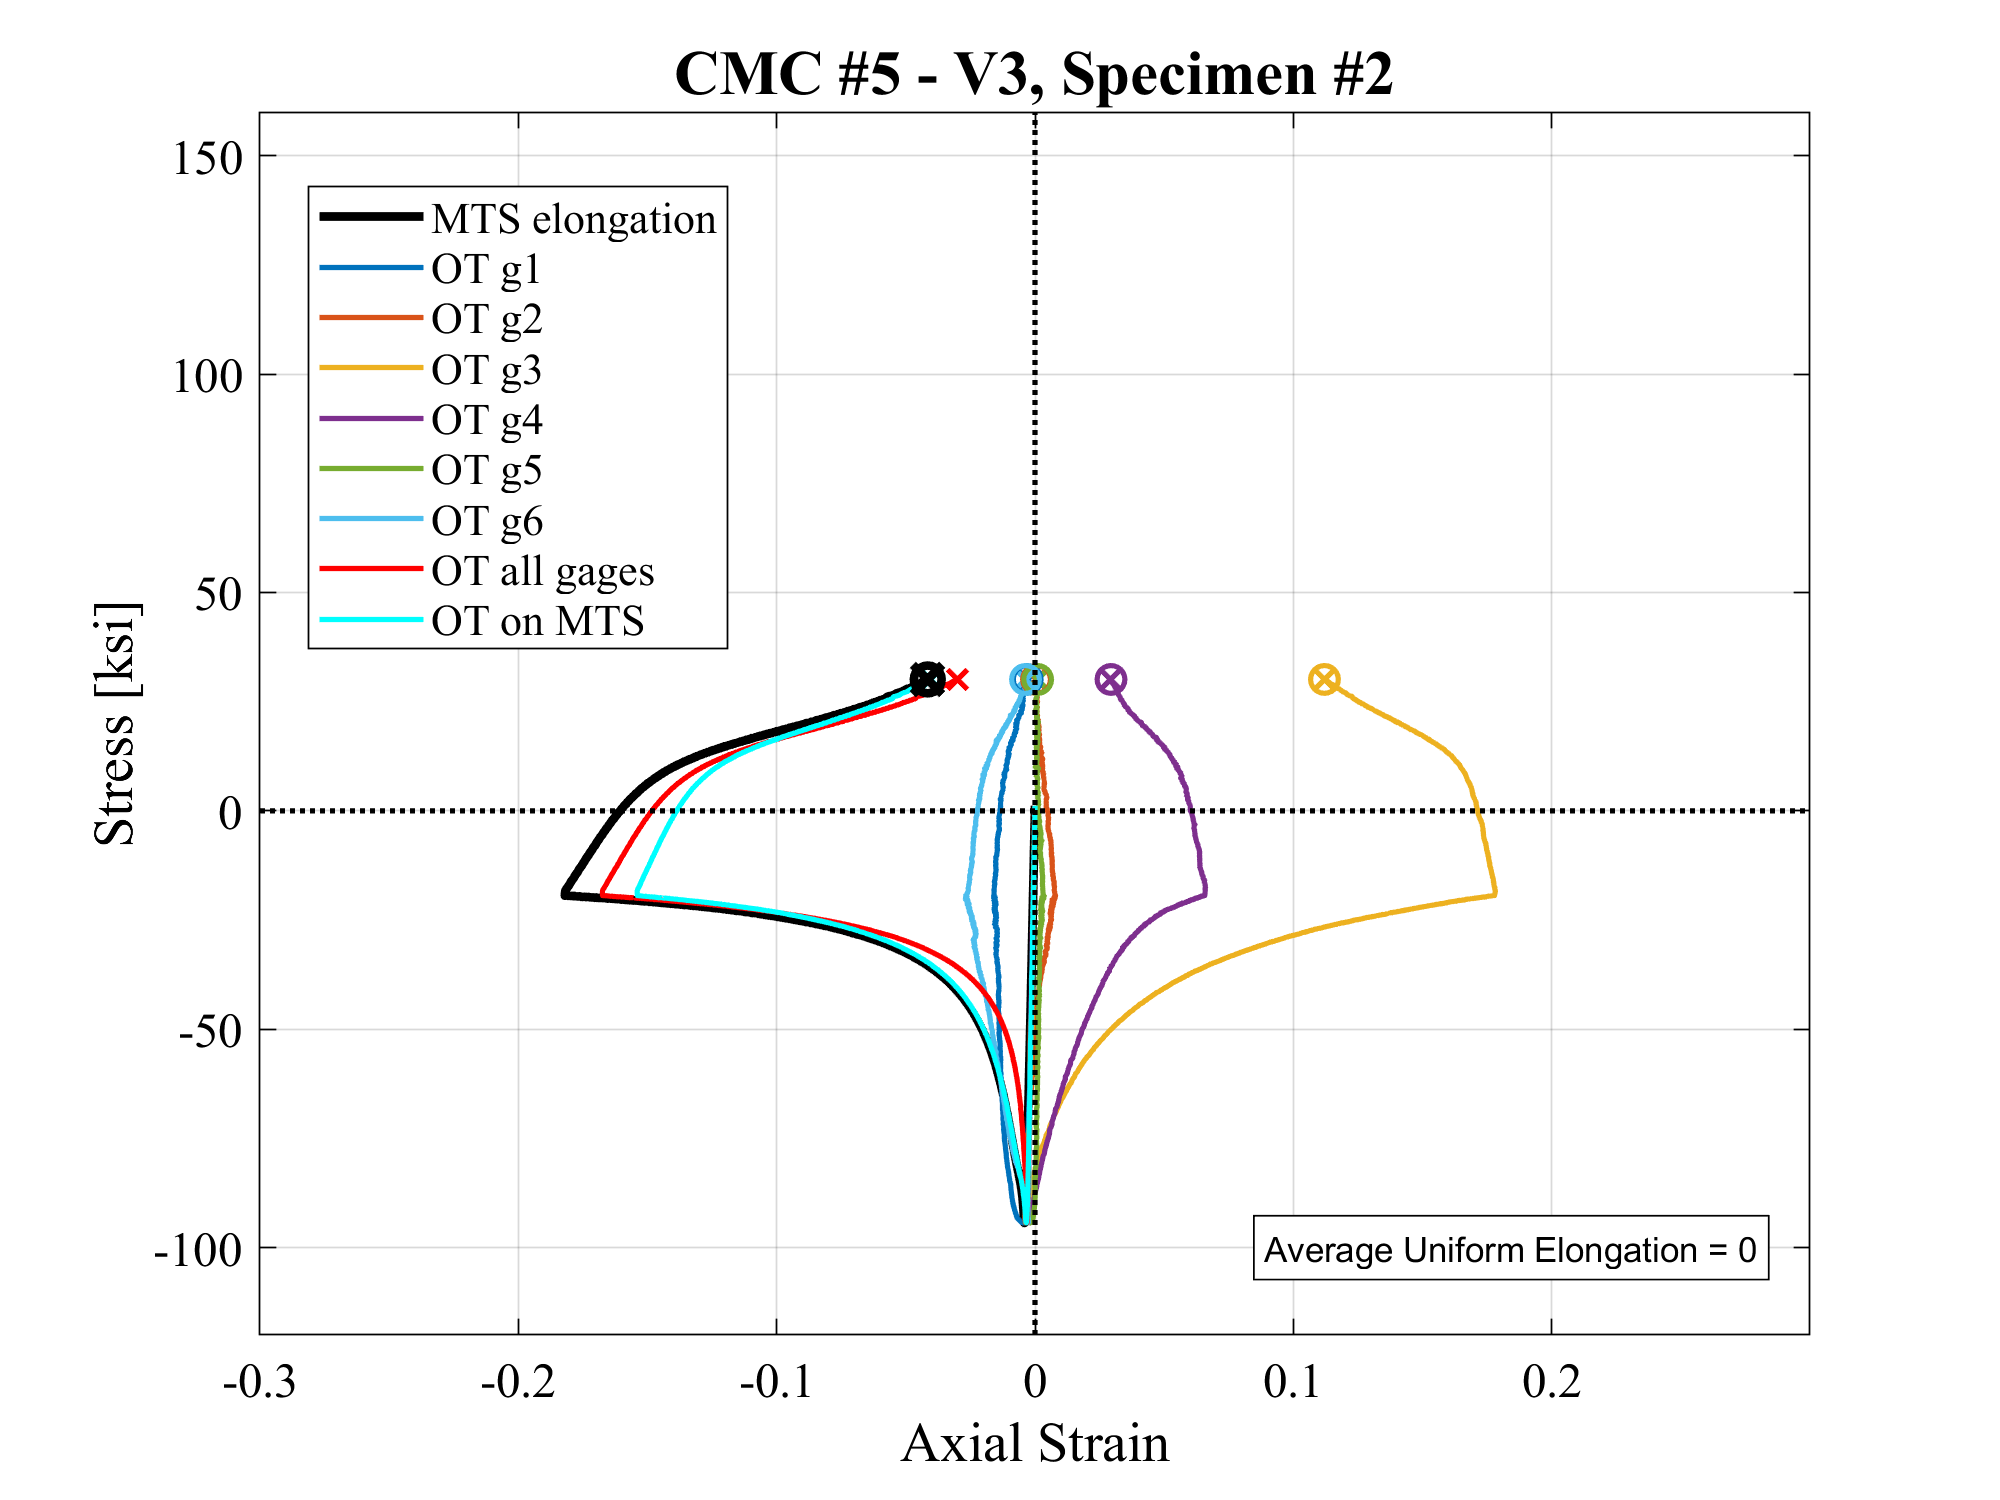 CMC #5 - V3, Specimen #2
150
100
50
0
-50
-100
Stress [ksi]
MTS elongation
OT g1
OT g2
OT g3
OT g4
OT g5
OT g6
OT all gages
OT on MTS
Average Uniform Elongation = 0
-0.3 -0.2 -0.1 0 0.1 0.2
Axial Strain